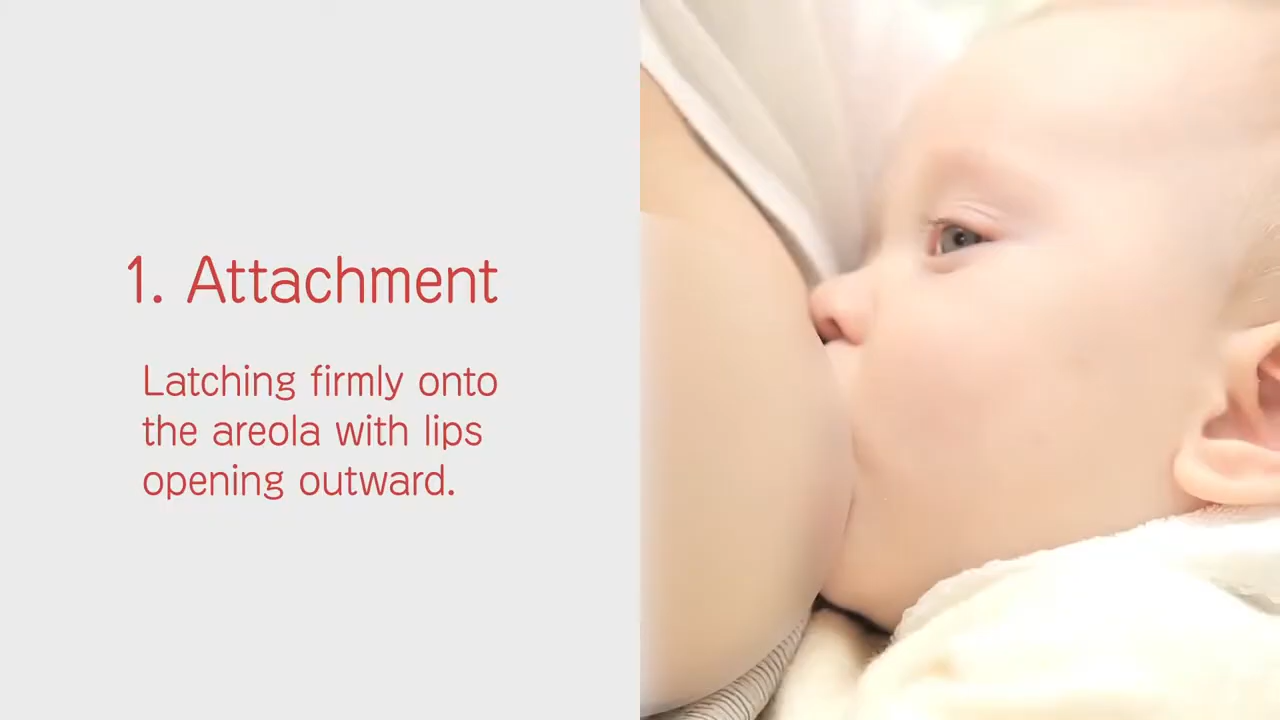 1. Attachment
Latching firmly onto
the areola with lips
opening outward.